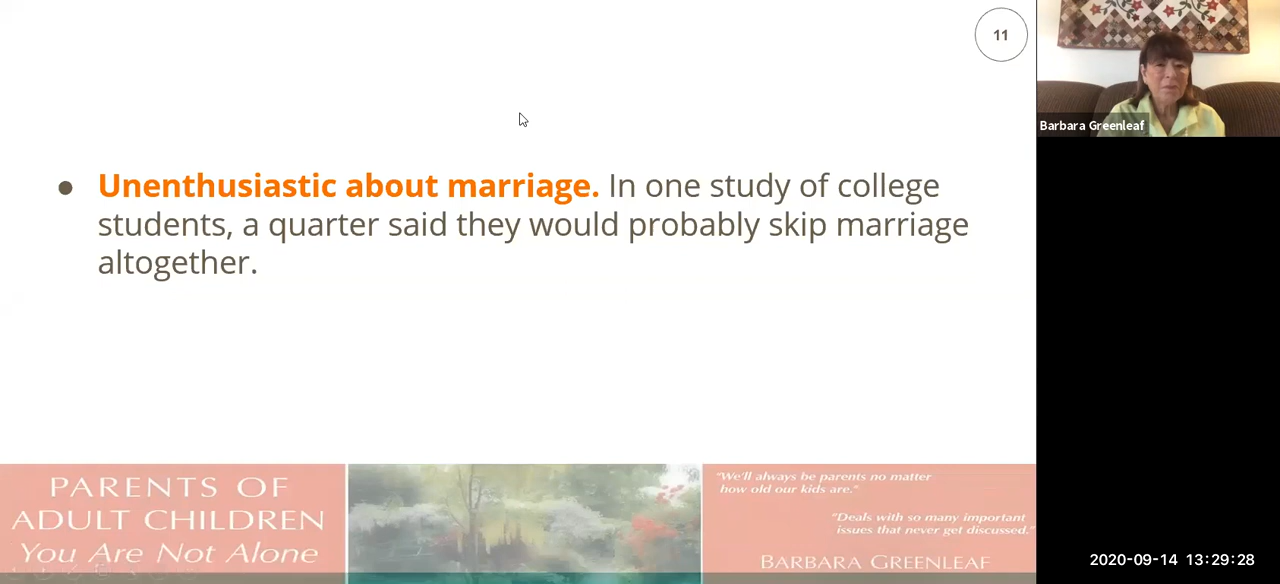 11
Barbara Greenleaf
● Unenthusiastic about marriage. In one study of college
students, a quarter said they would probably skip marriage
altogether.
PARENTS OF
ADULT CHILDREN
You Are Not Alone
"We'll always be parents no matter
how old our kids are."
"Deals with so many important
issues that never get discussed."
BARBARA GREENLEAF
2020-09-14 13:29:28